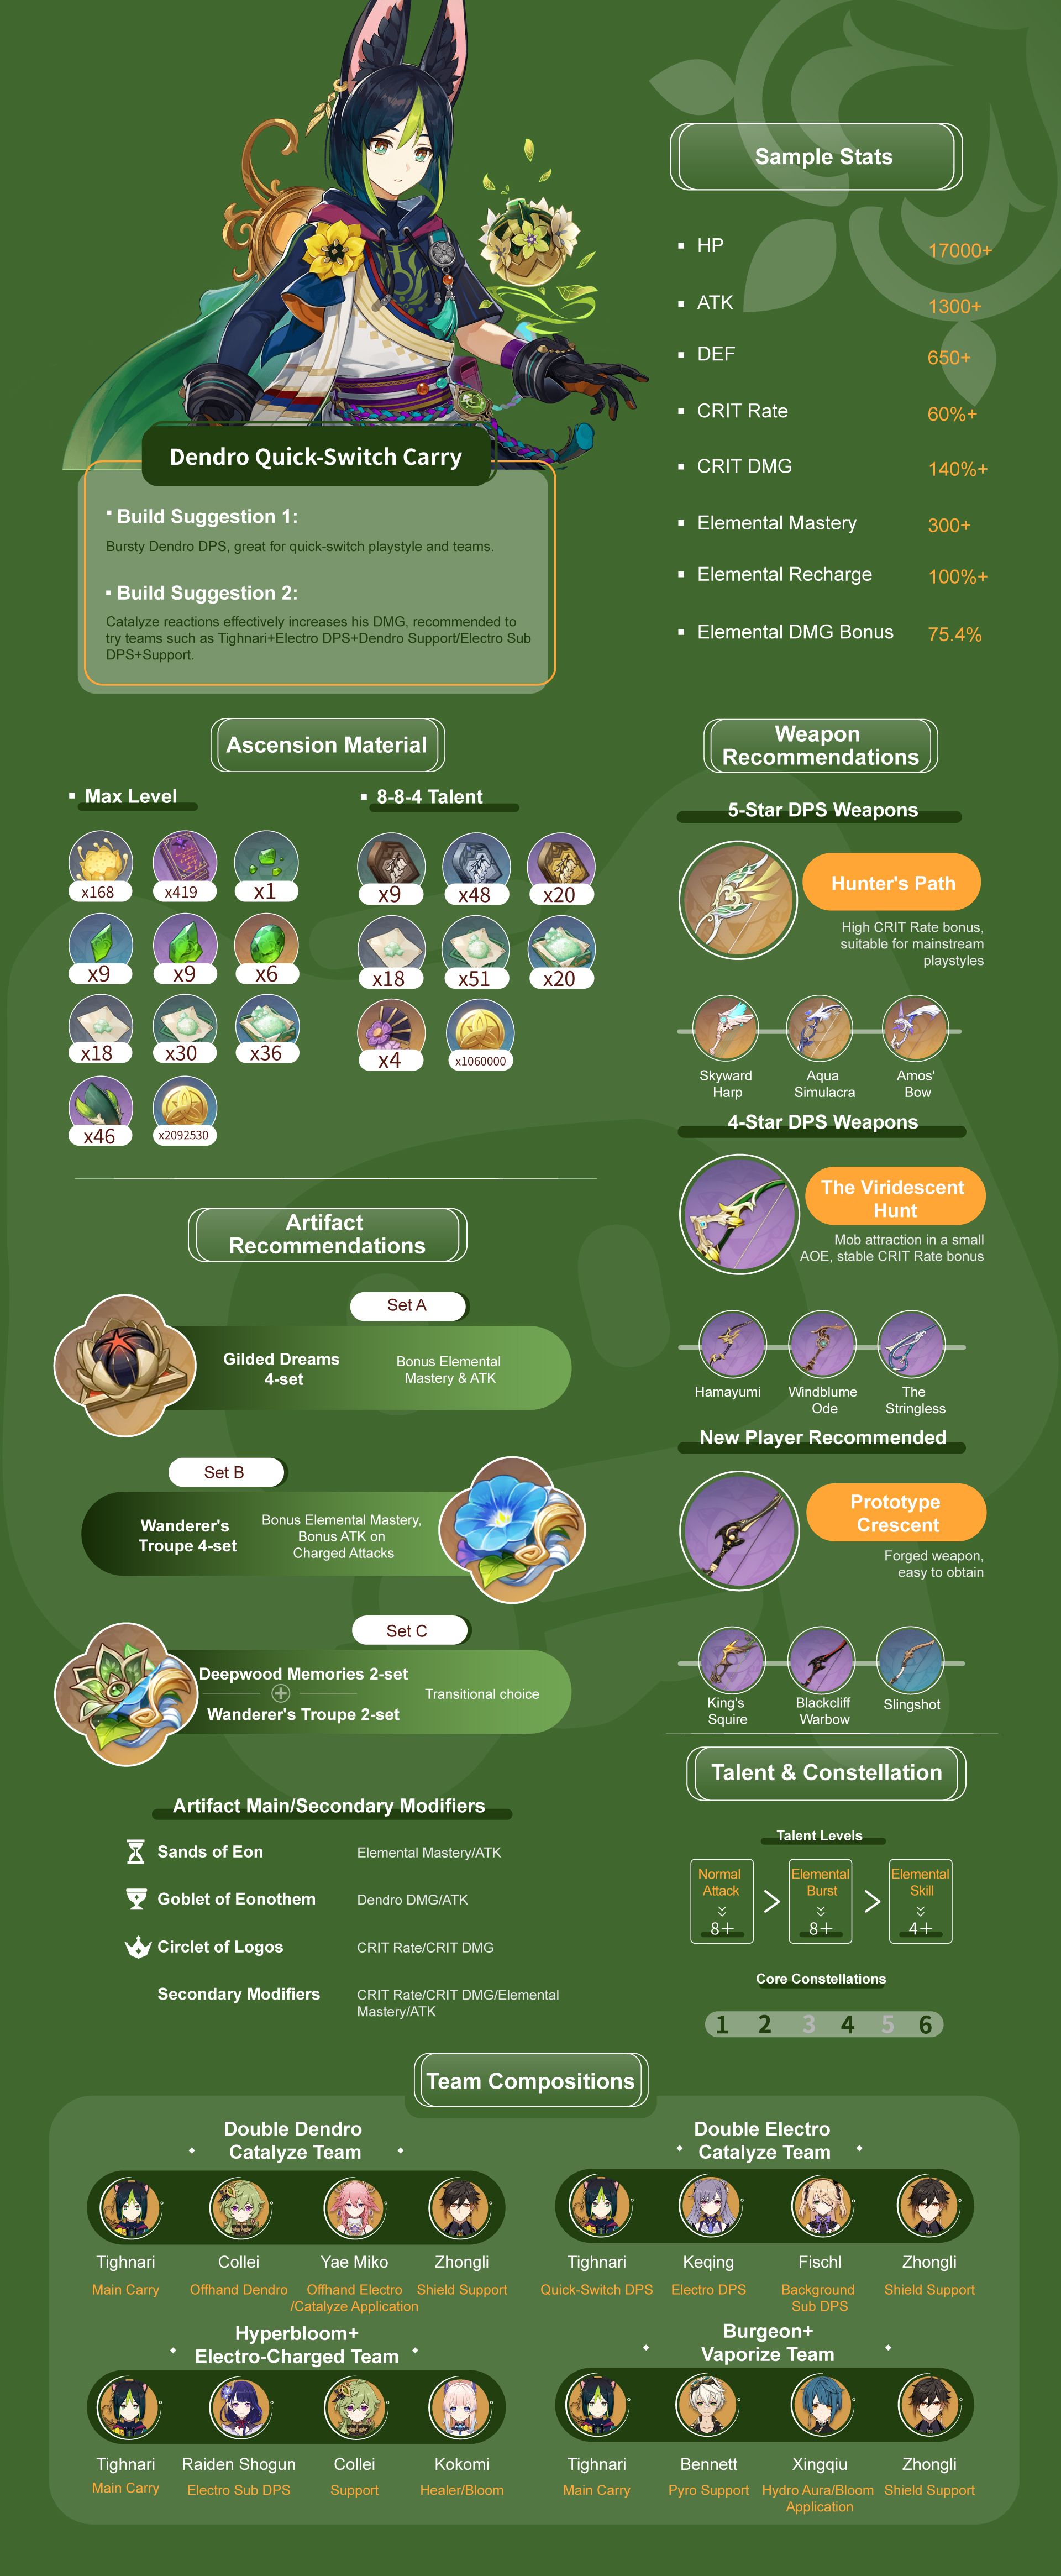 Sample Stats
HP
17000+
ATK
1300+
DEF
650+
CRIT Rate
60%+
CRIT DMG
140%+
Elemental Mastery
300+
Elemental Recharge
100%+
Elemental DMG Bonus
75.4%
Dendro Quick-Switch Carry
Build Suggestion 1:
Bursty Dendro DPS, great for quick-switch playstyle and teams.
Build Suggestion 2:
Catalyze reactions effectively increases his DMG, recommended to
try teams such as Tighnari+Electro DPS+Dendro Support/Electro Sub
DPS+Support.
Ascension Material
Max Level
x168 x419 x1
x9 x9 x6
x18 x30 x36
x46 x2092530
8-8-4 Talent
x9 x48 x20
x18 x51 x20
x4 x1060000
Artifact
Recommendations
Set A
Gilded Dreams
4-set
Bonus Elemental
Mastery & ATK
Set B
Wanderer's
Troupe 4-set
Bonus Elemental Mastery,
Bonus ATK on
Charged Attacks
Set C
Deepwood Memories 2-set
Wanderer's Troupe 2-set
Transitional choice
Artifact Main/Secondary Modifiers
Sands of Eon
Elemental Mastery/ATK
Goblet of Eonothem
Dendro DMG/ATK
Circlet of Logos
CRIT Rate/CRIT DMG
Secondary Modifiers
CRIT Rate/CRIT DMG/Elemental
Mastery/ATK
Weapon
Recommendations
5-Star DPS Weapons
Hunter's Path
High CRIT Rate bonus,
suitable for mainstream
playstyles
Skyward
Harp
Aqua
Simulacra
Amos'
Bow
4-Star DPS Weapons
The Viridescent
Hunt
Mob attraction in a small
AOE, stable CRIT Rate bonus
Hamayumi
Windblume
Ode
The
Stringless
New Player Recommended
Prototype
Crescent
Forged weapon,
easy to obtain
King's
Squire
Blackcliff
Warbow
Slingshot
Talent & Constellation
Talent Levels
Normal
Attack
8+
>
Elemental
Burst
8+
>
Elemental
Skill
4+
Core Constellations
1 2 3 4 5 6
Team Compositions
Double Dendro
Catalyze Team
Tighnari Collei Yae Miko Zhongli
Main Carry
Offhand Dendro
Offhand Electro
/Catalyze Application
Shield Support
Double Electro
Catalyze Team
Tighnari Keqing Fischl Zhongli
Quick-Switch DPS
Electro DPS
Background
Sub DPS
Shield Support
Hyperbloom+
Electro-Charged Team
Tighnari Raiden Shogun Collei Kokomi
Main Carry
Electro Sub DPS
Support
Healer/Bloom
Burgeon+
Vaporize Team
Tighnari Bennett Xingqiu Zhongli
Main Carry
Pyro Support
Hydro Aura/Bloom
Application
Shield Support